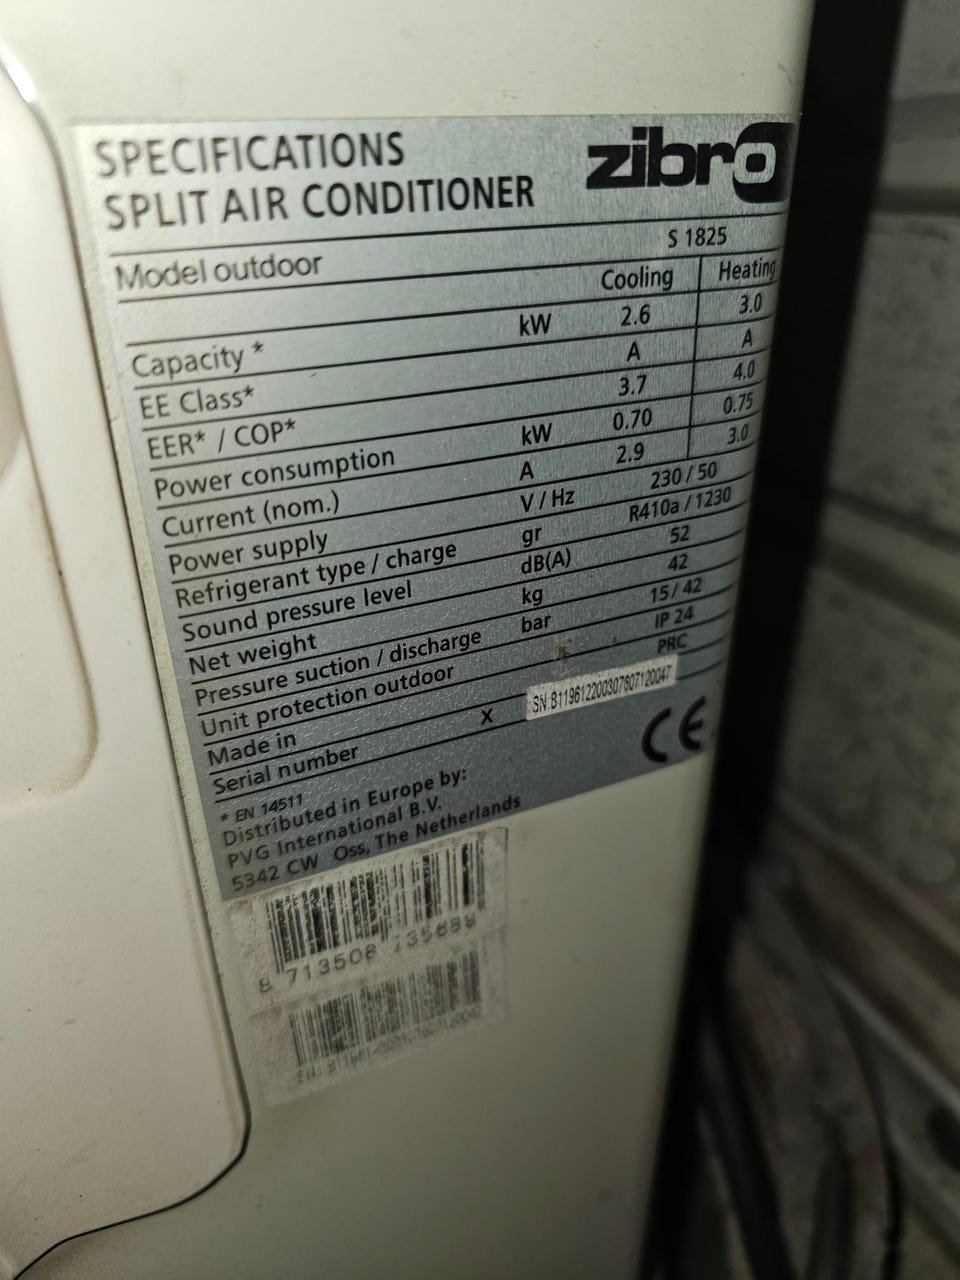 SPECIFICATIONS
SPLIT AIR CONDITIONER
zibro
Model outdoor S 1825
Cooling Heating
Capacity * kW 2.6 3.0
EE Class* A A
EER* / COP* 3.7 4.0
Power consumption kW 0.70 0.75
Current (nom.) A 2.9 3.0
Power supply V / Hz 230 / 50
Refrigerant type / charge gr R410a / 1230
Sound pressure level dB(A) 52
Net weight kg 42
Pressure suction / discharge bar 15 / 42
Unit protection outdoor IP 24
Made in PRC
Serial number X SN:B119612200307607120047
* EN 14511
Distributed in Europe by:
PVG International B.V.
5342 CW Oss, The Netherlands
CE
8 713508